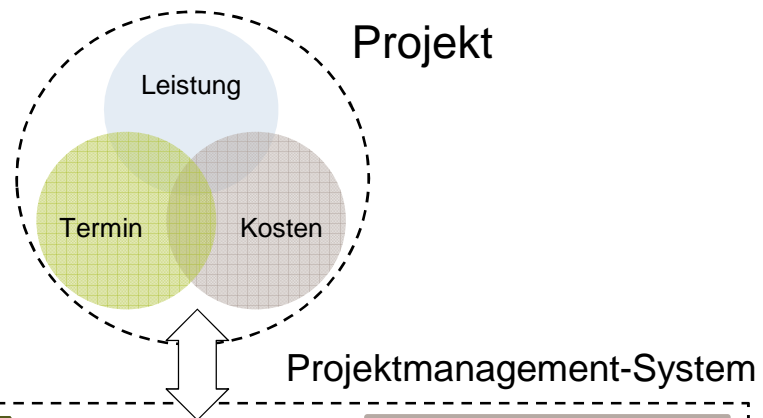 Projekt
Leistung
Termin
Kosten
Projektmanagement-System